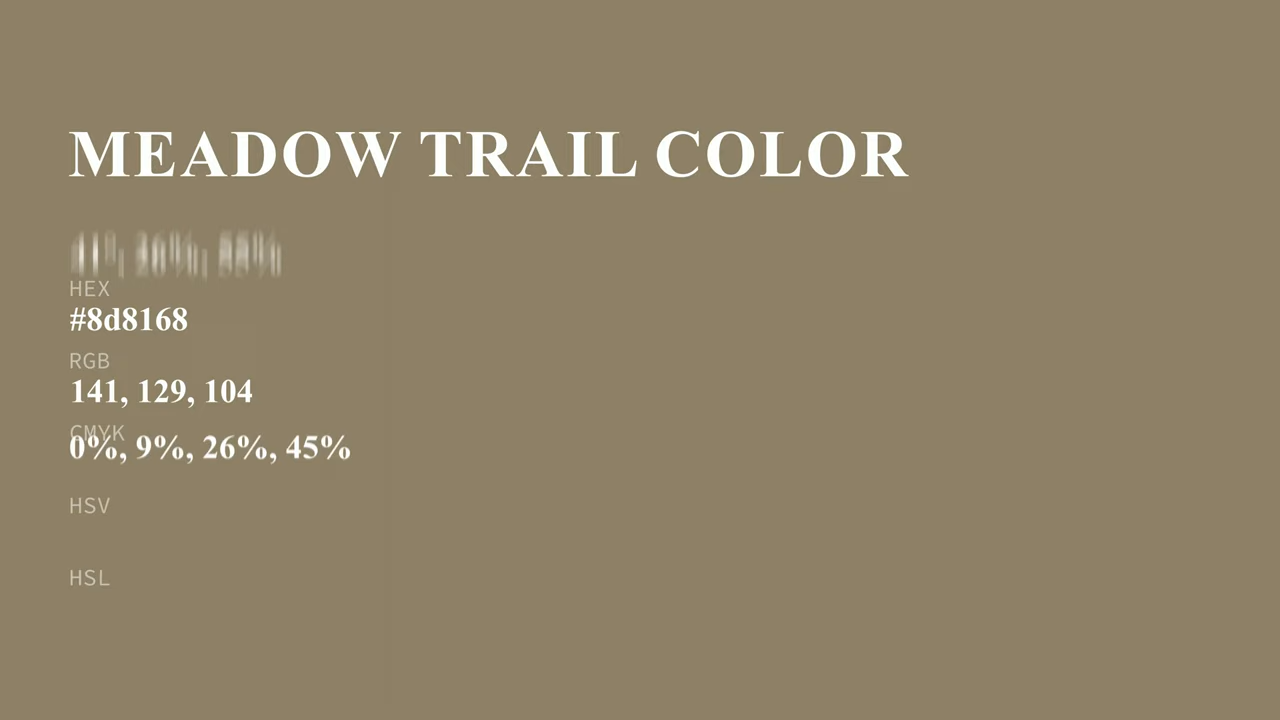 MEADOW TRAIL COLOR
HEX
#8d8168
RGB
141, 129, 104
CMYK
0%, 9%, 26%, 45%
HSV
HSL